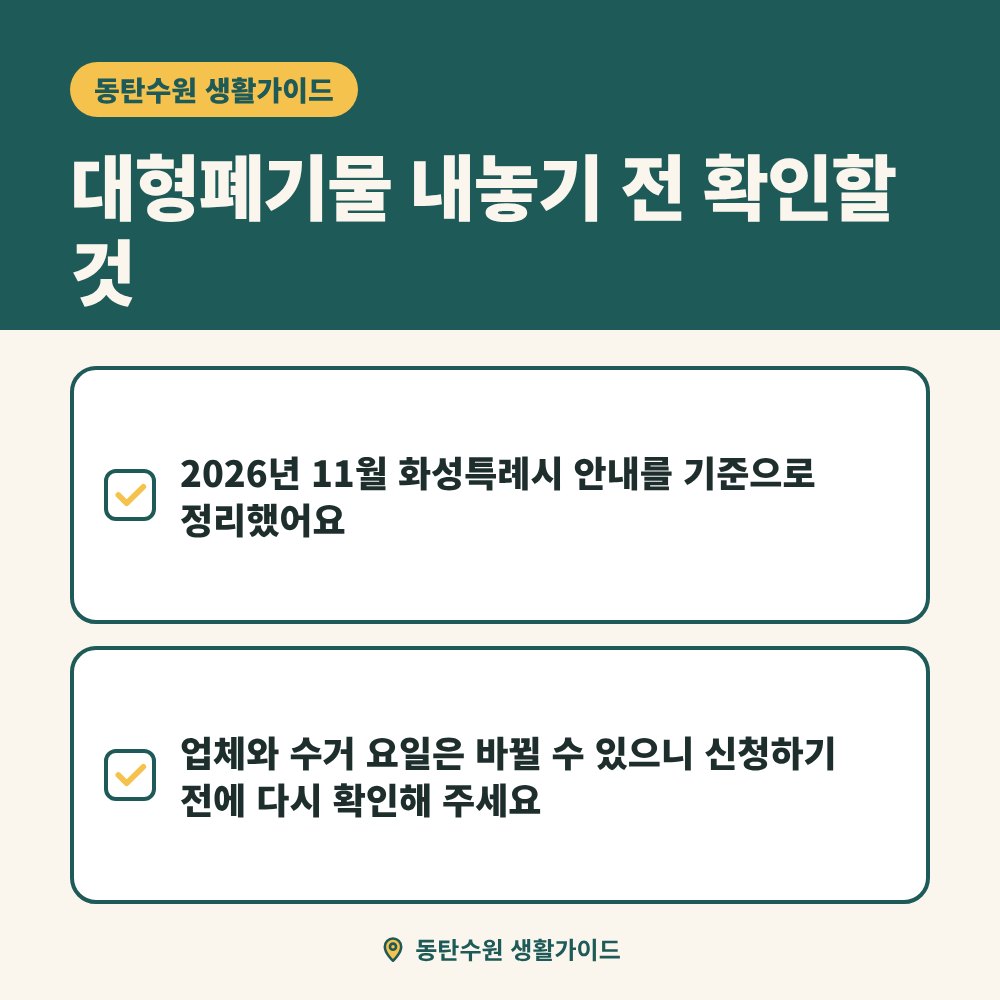 동탄수원 생활가이드
대형폐기물 내놓기 전 확인할
것
2026년 11월 화성특례시 안내를 기준으로
정리했어요
업체와 수거 요일은 바뀔 수 있으니 신청하기
전에 다시 확인해 주세요
동탄수원 생활가이드